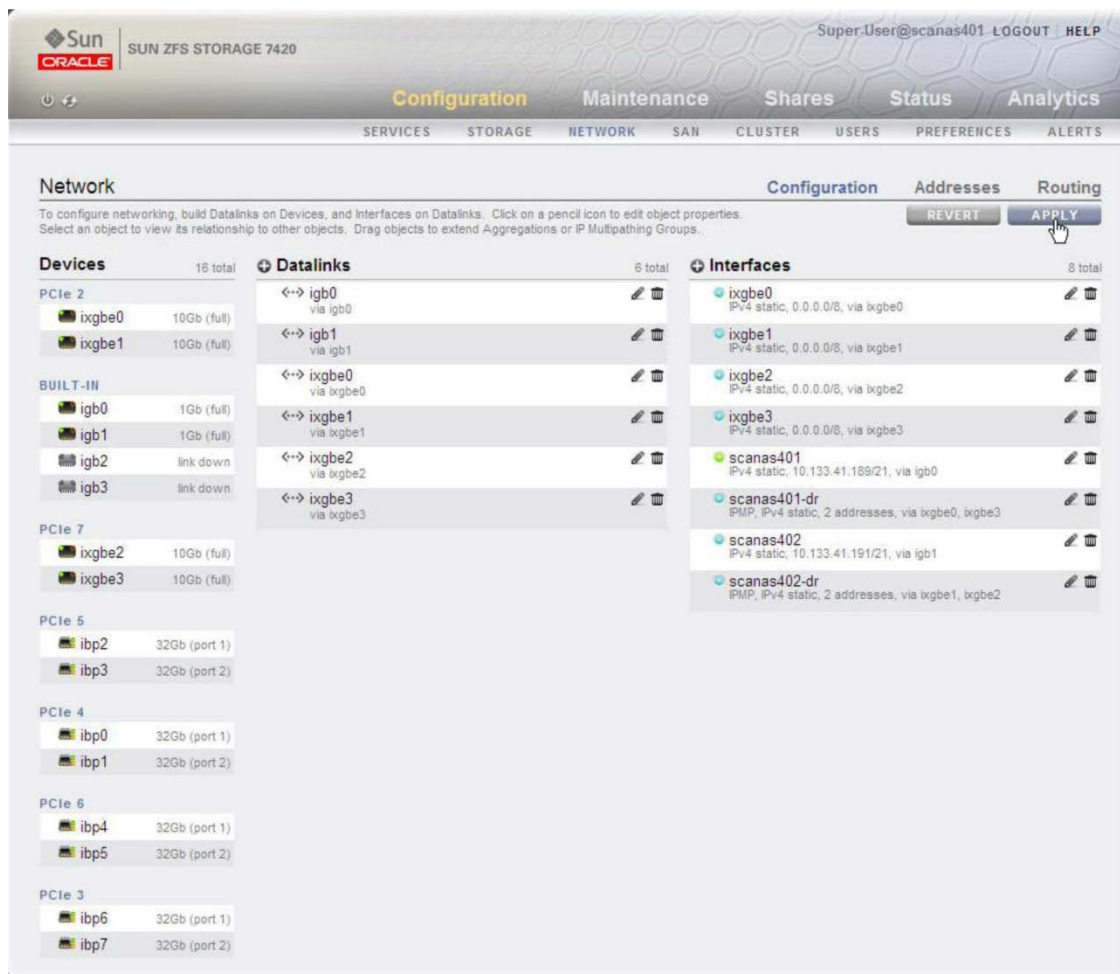 Sun
ORACLE
SUN ZFS STORAGE 7420
Super-User@scanas401 LOGOUT HELP
Configuration Maintenance Shares Status Analytics
SERVICES STORAGE NETWORK SAN CLUSTER USERS PREFERENCES ALERTS
Network
Configuration Addresses Routing
To configure networking, build Datalinks on Devices, and Interfaces on Datalinks. Click on a pencil icon to edit object properties.
Select an object to view its relationship to other objects. Drag objects to extend Aggregations or IP Multipathing Groups.
REVERT APPLY
Devices 16 total
PCIe 2
ixgbe0 10Gb (full)
ixgbe1 10Gb (full)
BUILT-IN
igb0 1Gb (full)
igb1 1Gb (full)
igb2 link down
igb3 link down
PCIe 7
ixgbe2 10Gb (full)
ixgbe3 10Gb (full)
PCIe 5
ibp2 32Gb (port 1)
ibp3 32Gb (port 2)
PCIe 4
ibp0 32Gb (port 1)
ibp1 32Gb (port 2)
PCIe 6
ibp4 32Gb (port 1)
ibp5 32Gb (port 2)
PCIe 3
ibp6 32Gb (port 1)
ibp7 32Gb (port 2)
Datalinks 6 total
igb0
via igb0
igb1
via igb1
ixgbe0
via ixgbe0
ixgbe1
via ixgbe1
ixgbe2
via ixgbe2
ixgbe3
via ixgbe3
Interfaces 8 total
ixgbe0
IPv4 static, 0.0.0.0/8, via ixgbe0
ixgbe1
IPv4 static, 0.0.0.0/8, via ixgbe1
ixgbe2
IPv4 static, 0.0.0.0/8, via ixgbe2
ixgbe3
IPv4 static, 0.0.0.0/8, via ixgbe3
scanas401
IPv4 static, 10.133.41.189/21, via igb0
scanas401-dr
IPMP, IPv4 static, 2 addresses, via ixgbe0, ixgbe3
scanas402
IPv4 static, 10.133.41.191/21, via igb1
scanas402-dr
IPMP, IPv4 static, 2 addresses, via ixgbe1, ixgbe2